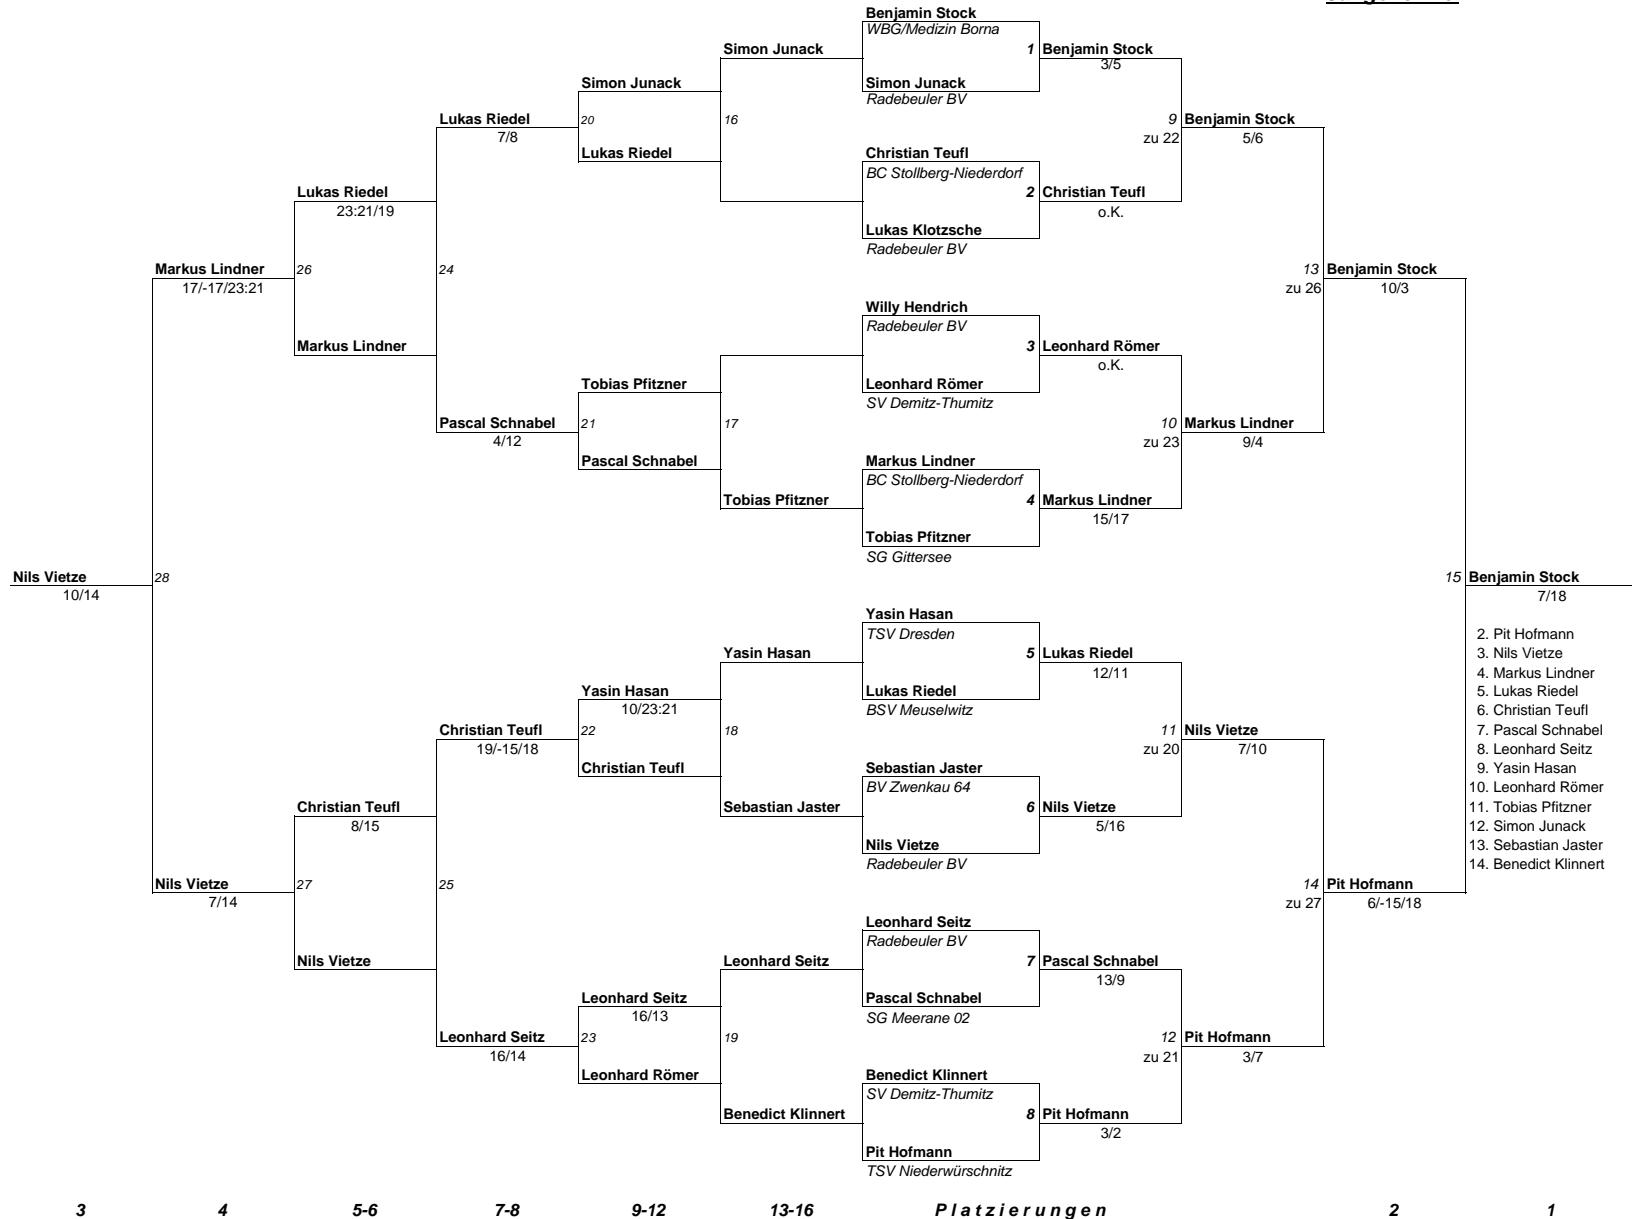 Benjamin Stock
WBG/Medizin Borna
Simon Junack
1 Benjamin Stock
3/5
Simon Junack
Simon Junack
Radebeuler BV
Lukas Riedel
20
16
9 Benjamin Stock
7/8
zu 22
5/6
Lukas Riedel
Christian Teufl
BC Stollberg-Niederdorf
Lukas Riedel
2 Christian Teufl
23:21/19
o.K.
Lukas Klotzsche
Radebeuler BV
Markus Lindner
26
24
13 Benjamin Stock
17/-17/23:21
zu 26
10/3
Willy Hendrich
Radebeuler BV
Markus Lindner
3 Leonhard Römer
o.K.
Tobias Pfitzner
Leonhard Römer
SV Demitz-Thumitz
Pascal Schnabel
21
17
10 Markus Lindner
4/12
zu 23
9/4
Pascal Schnabel
Markus Lindner
BC Stollberg-Niederdorf
Tobias Pfitzner
4 Markus Lindner
15/17
Tobias Pfitzner
SG Gittersee
Nils Vietze
28
15 Benjamin Stock
10/14
7/18
Yasin Hasan
TSV Dresden
2. Pit Hofmann
Yasin Hasan
5 Lukas Riedel
3. Nils Vietze
12/11
4. Markus Lindner
Yasin Hasan
Lukas Riedel
5. Lukas Riedel
10/23:21
BSV Meuselwitz
6. Christian Teufl
Christian Teufl
22
18
11 Nils Vietze
7. Pascal Schnabel
19/-15/18
zu 20
7/10
8. Leonhard Seitz
Christian Teufl
Sebastian Jaster
9. Yasin Hasan
BV Zwenkau 64
10. Leonhard Römer
Christian Teufl
Sebastian Jaster
6 Nils Vietze
11. Tobias Pfitzner
8/15
5/16
12. Simon Junack
Nils Vietze
13. Sebastian Jaster
Radebeuler BV
14. Benedict Klinnert
Nils Vietze
27
25
14 Pit Hofmann
7/14
zu 27
6/-15/18
Leonhard Seitz
Radebeuler BV
Nils Vietze
Leonhard Seitz
7 Pascal Schnabel
13/9
Leonhard Seitz
Pascal Schnabel
16/13
SG Meerane 02
Leonhard Seitz
23
19
12 Pit Hofmann
16/14
zu 21
3/7
Leonhard Römer
Benedict Klinnert
SV Demitz-Thumitz
Benedict Klinnert
8 Pit Hofmann
3/2
Pit Hofmann
TSV Niederwürschnitz
3 4 5-6 7-8 9-12 13-16 Platzierungen 2 1